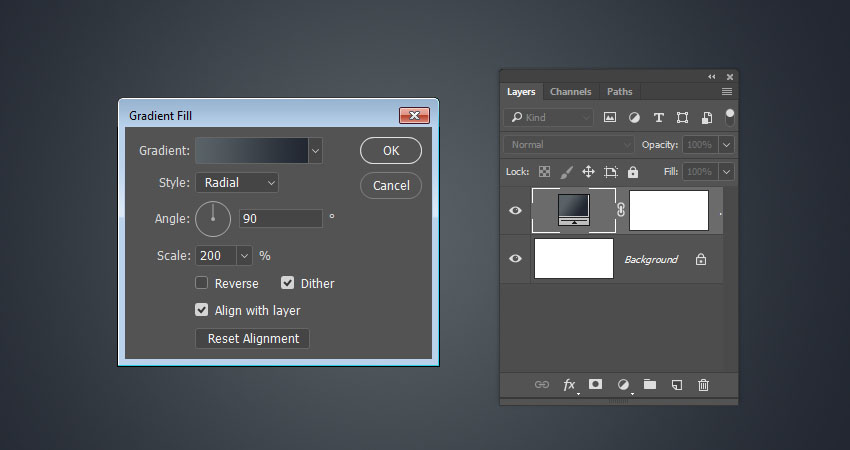 Gradient Fill
Gradient:
OK
Style: Radial
Cancel
Angle: 90 °
Scale: 200 %
Reverse Dither
Align with layer
Reset Alignment
Layers Channels Paths
Kind
Normal Opacity: 100%
Lock: Fill: 100%
Background
fx